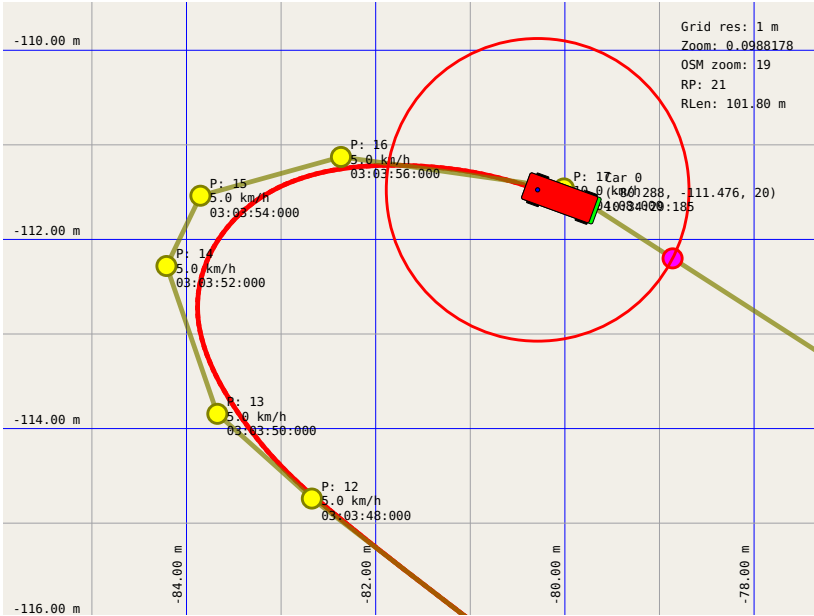 -110.00 m
Grid res: 1 m
Zoom: 0.0988178
OSM zoom: 19
RP: 21
RLen: 101.80 m
P: 16
5.0 km/h
03:03:56:000
P: 15
5.0 km/h
03:03:54:000
P: 17
Car 0
-111.476, 20)
-112.00 m
P: 14
5.0 km/h
03:03:52:000
P: 13
5.0 km/h
03:03:50:000
-114.00 m
P: 12
5.0 km/h
03:03:48:000
-116.00 m
-84.00 m
-82.00 m
-80.00 m
-78.00 m